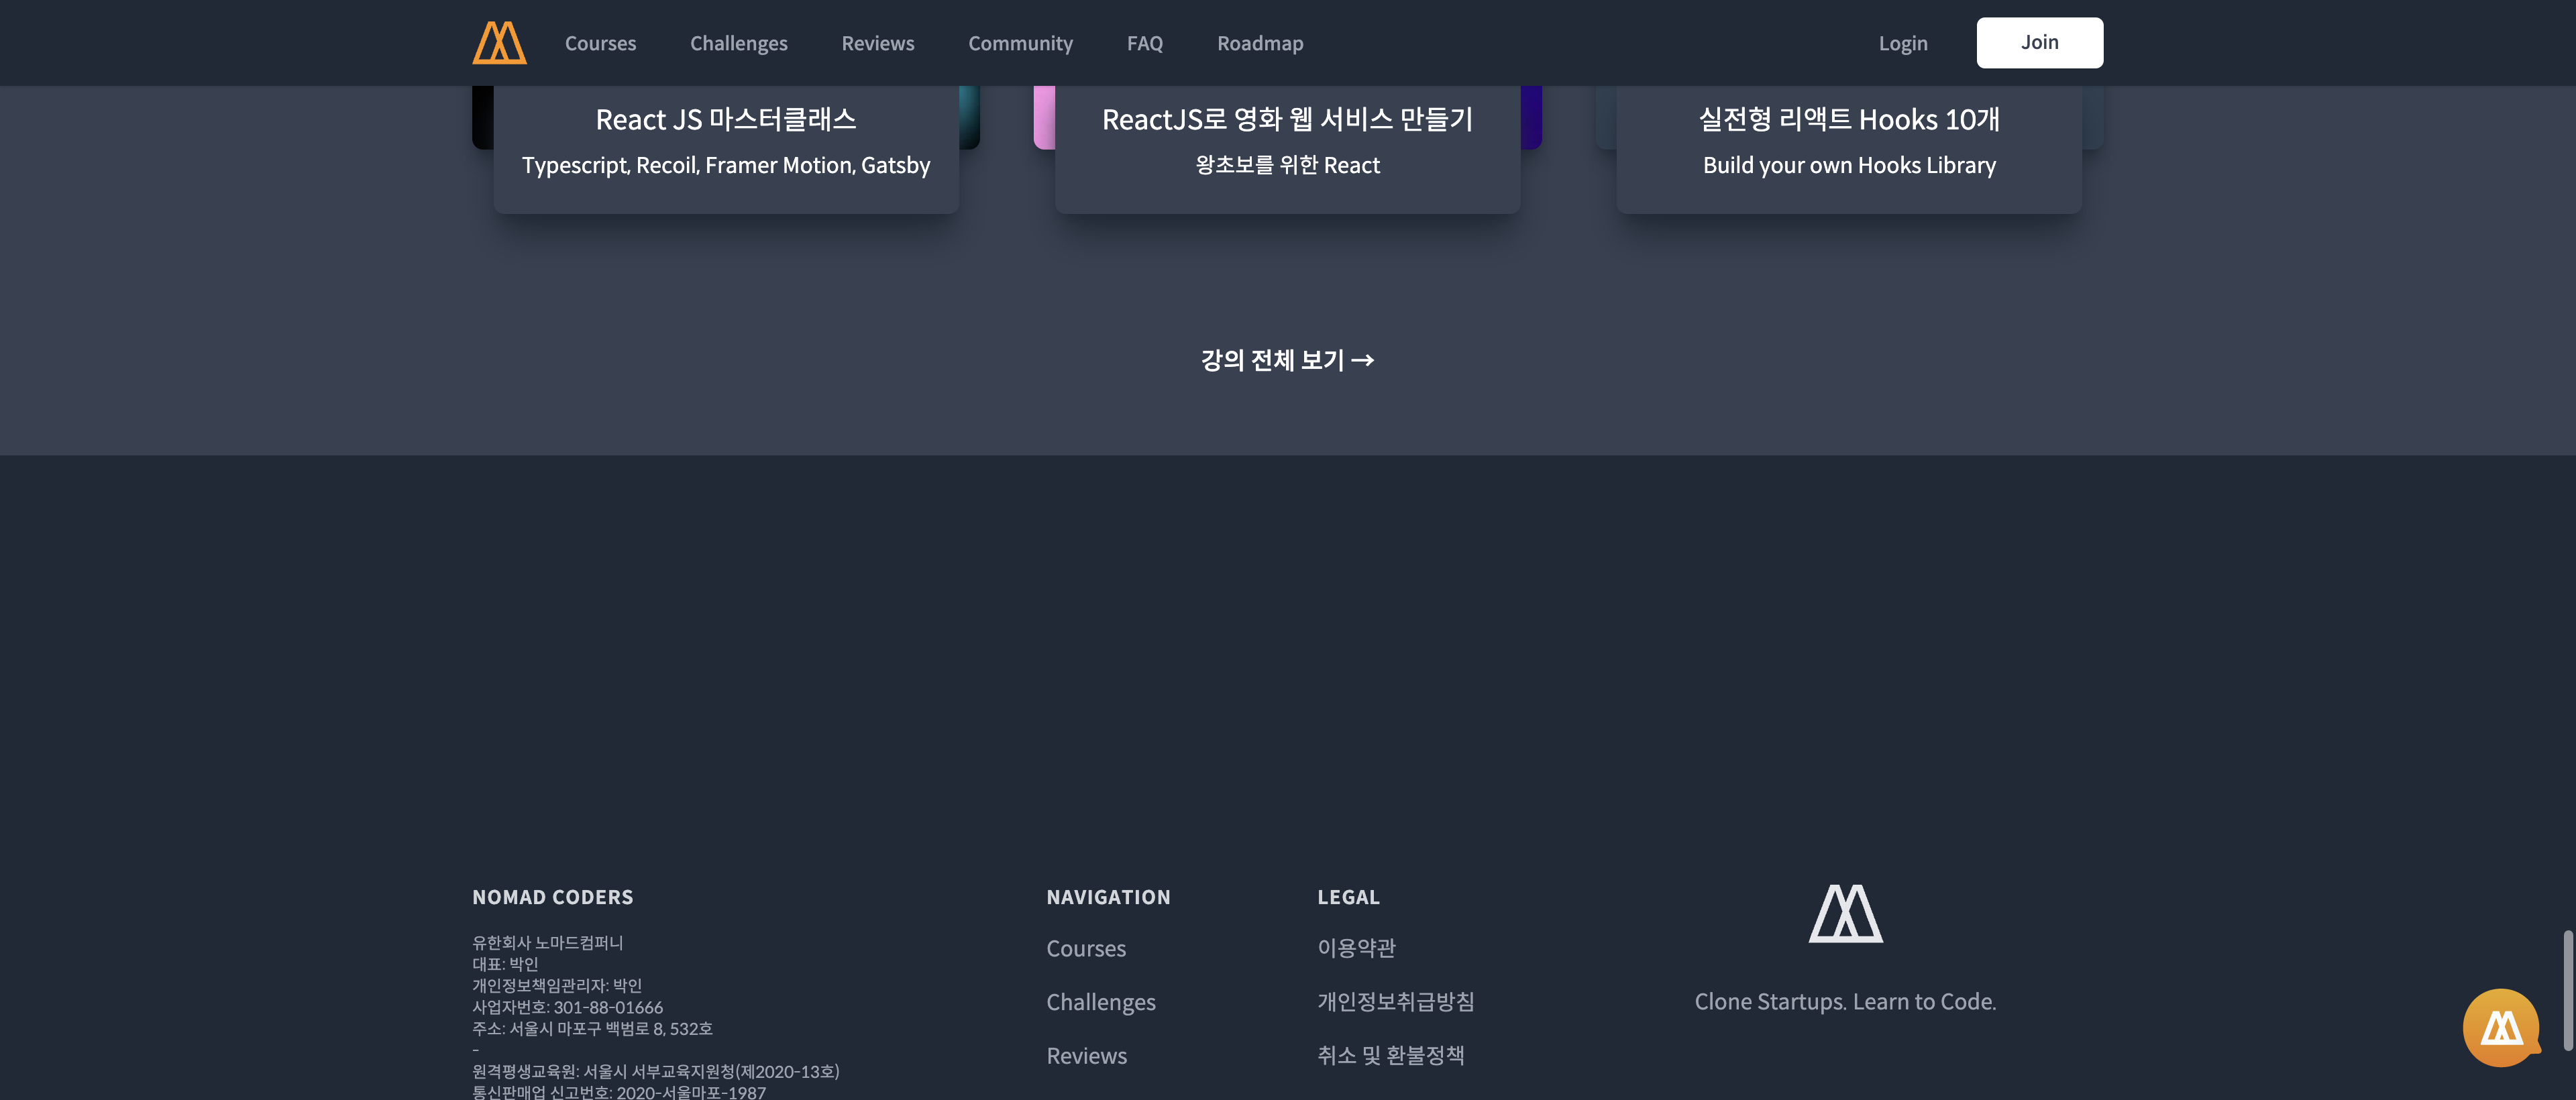 Courses Challenges Reviews Community FAQ Roadmap Login Join
React JS 마스터클래스
Typescript, Recoil, Framer Motion, Gatsby
ReactJS로 영화 웹 서비스 만들기
왕초보를 위한 React
실전형 리액트 Hooks 10개
Build your own Hooks Library
강의 전체 보기 →
NOMAD CODERS
유한회사 노마드컴퍼니
대표: 박인
개인정보책임관리자: 박인
사업자번호: 301-88-01666
주소: 서울시 마포구 백범로 8, 532호
-
원격평생교육원: 서울시 서부교육지원청(제2020-13호)
통신판매업 신고번호: 2020-서울마포-1987
NAVIGATION
Courses
Challenges
Reviews
LEGAL
이용약관
개인정보취급방침
취소 및 환불정책
Clone Startups. Learn to Code.